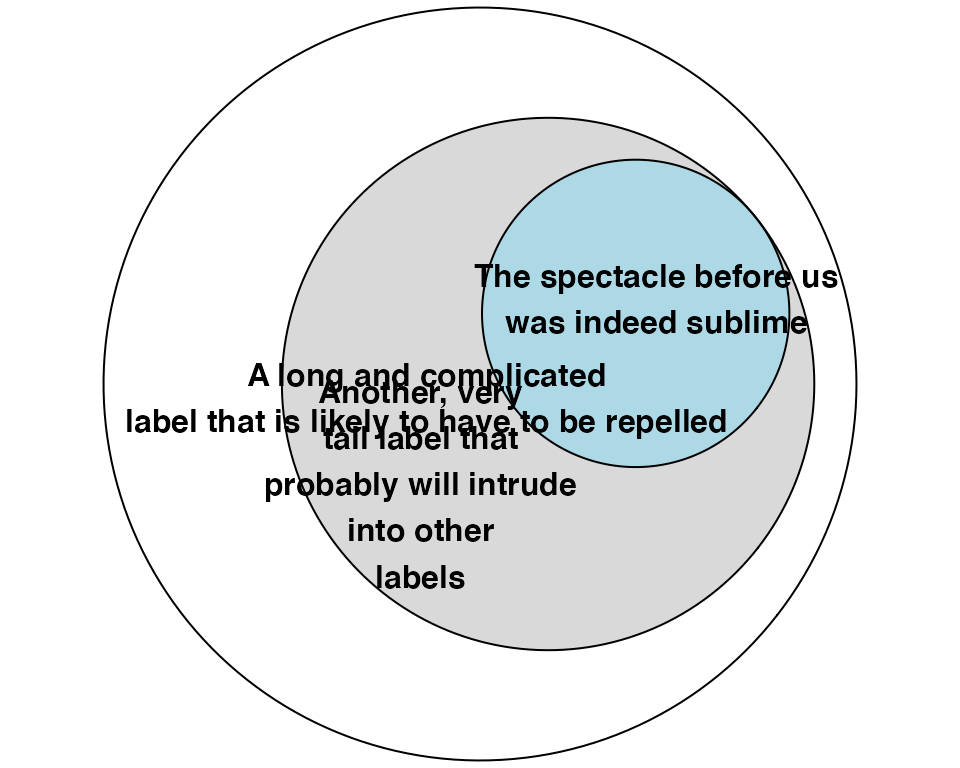 The spectacle before us
was indeed sublime
A long and complicated
label that is likely to have to be repelled
Another, very
tall label that
probably will intrude
into other
labels